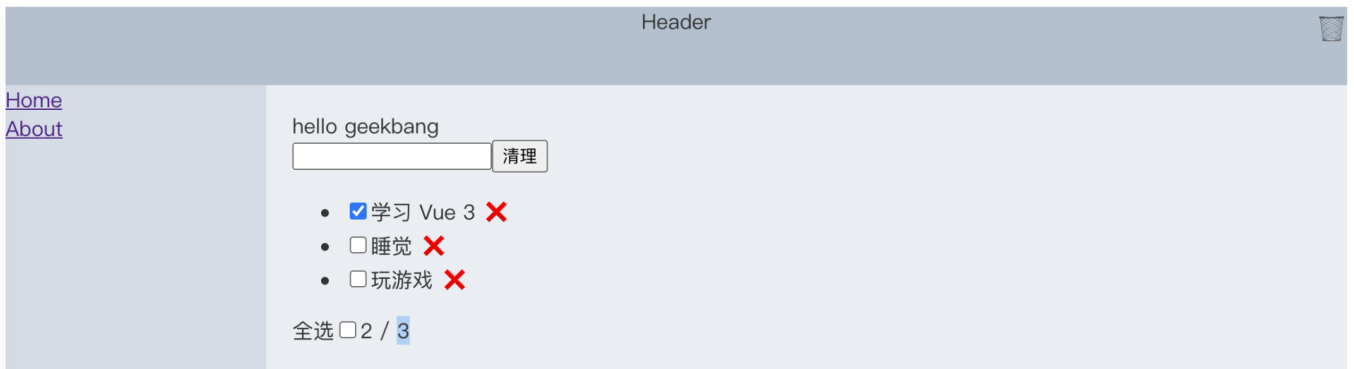 Header
Home
About
hello geekbang
清理
学习 Vue 3 ❌
睡觉 ❌
玩游戏 ❌
全选 2 / 3